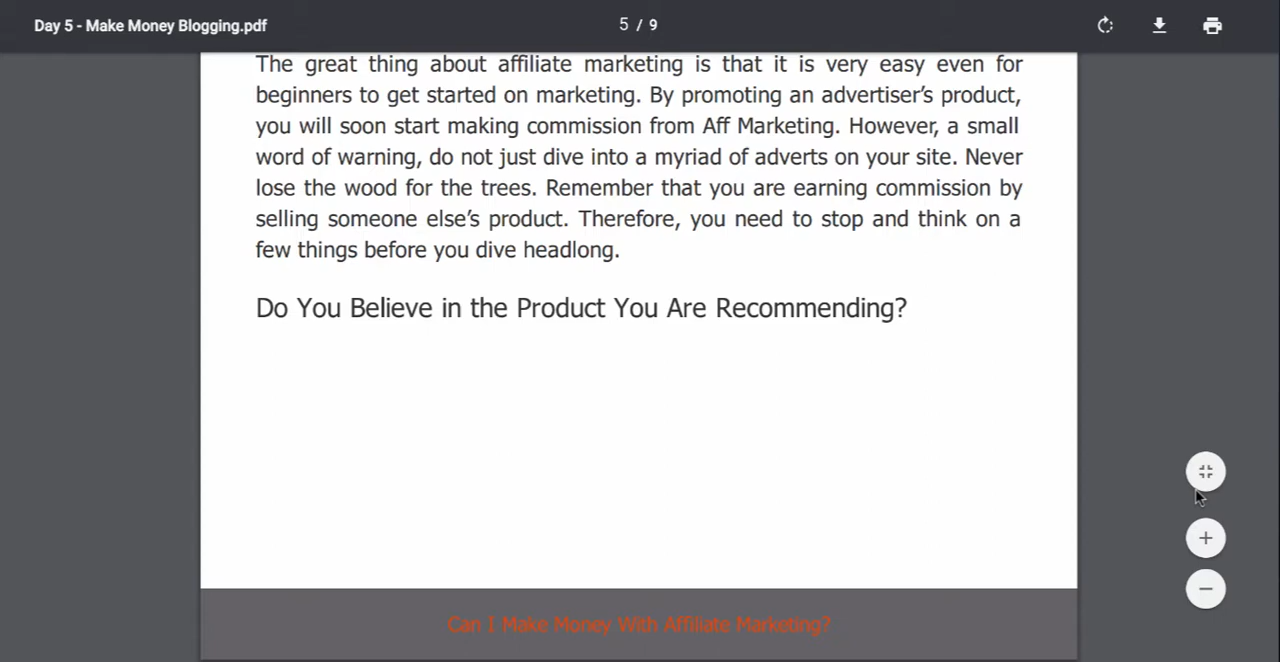 Day 5 - Make Money Blogging.pdf
5 / 9
The great thing about affiliate marketing is that it is very easy even for
beginners to get started on marketing. By promoting an advertiser’s product,
you will soon start making commission from Aff Marketing. However, a small
word of warning, do not just dive into a myriad of adverts on your site. Never
lose the wood for the trees. Remember that you are earning commission by
selling someone else’s product. Therefore, you need to stop and think on a
few things before you dive headlong.
Do You Believe in the Product You Are Recommending?
Can I Make Money With Affiliate Marketing?